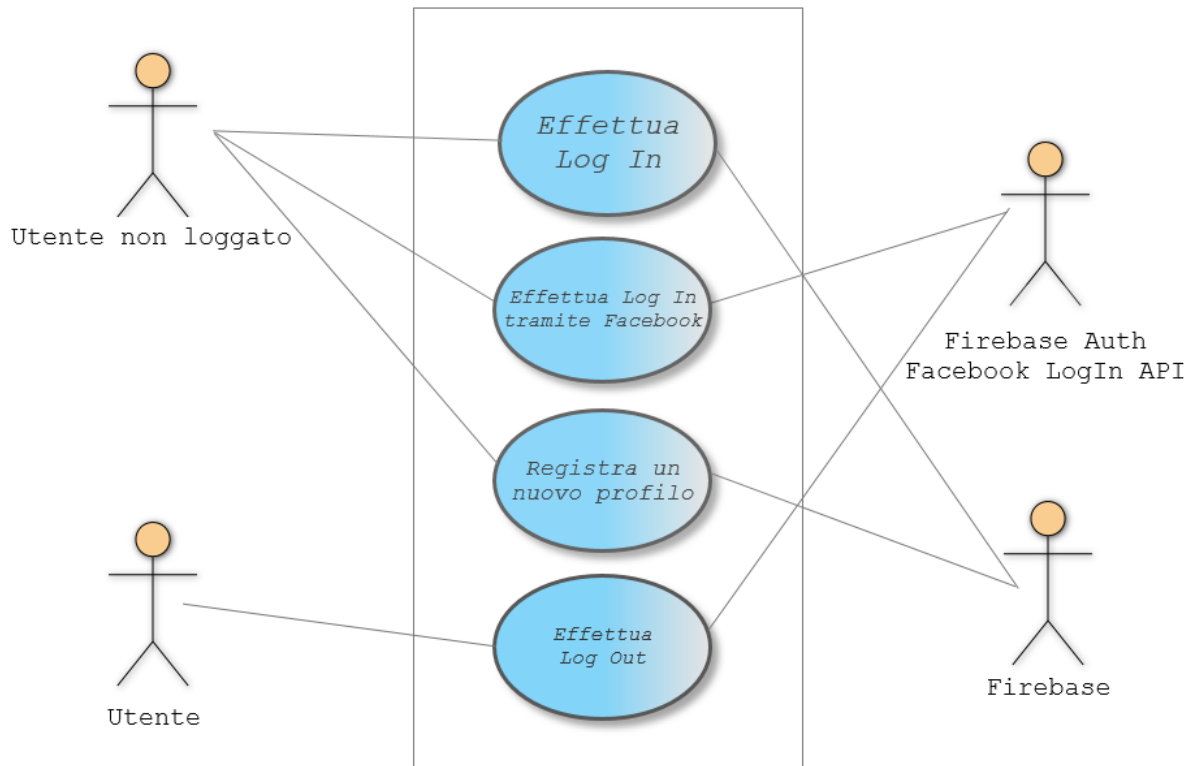 Utente non loggato
Effettua
Log In
Effettua Log In
tramite Facebook
Registra un
nuovo profilo
Effettua
Log Out
Utente
Firebase Auth
Facebook LogIn API
Firebase